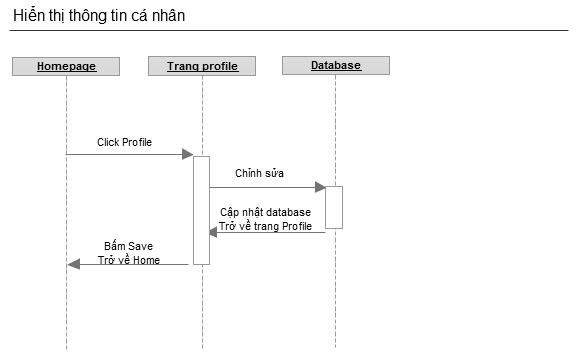 Hiển thị thông tin cá nhân
Homepage
Trang profile
Database
Click Profile
Chỉnh sửa
Cập nhật database
Trở về trang Profile
Bấm Save
Trở về Home